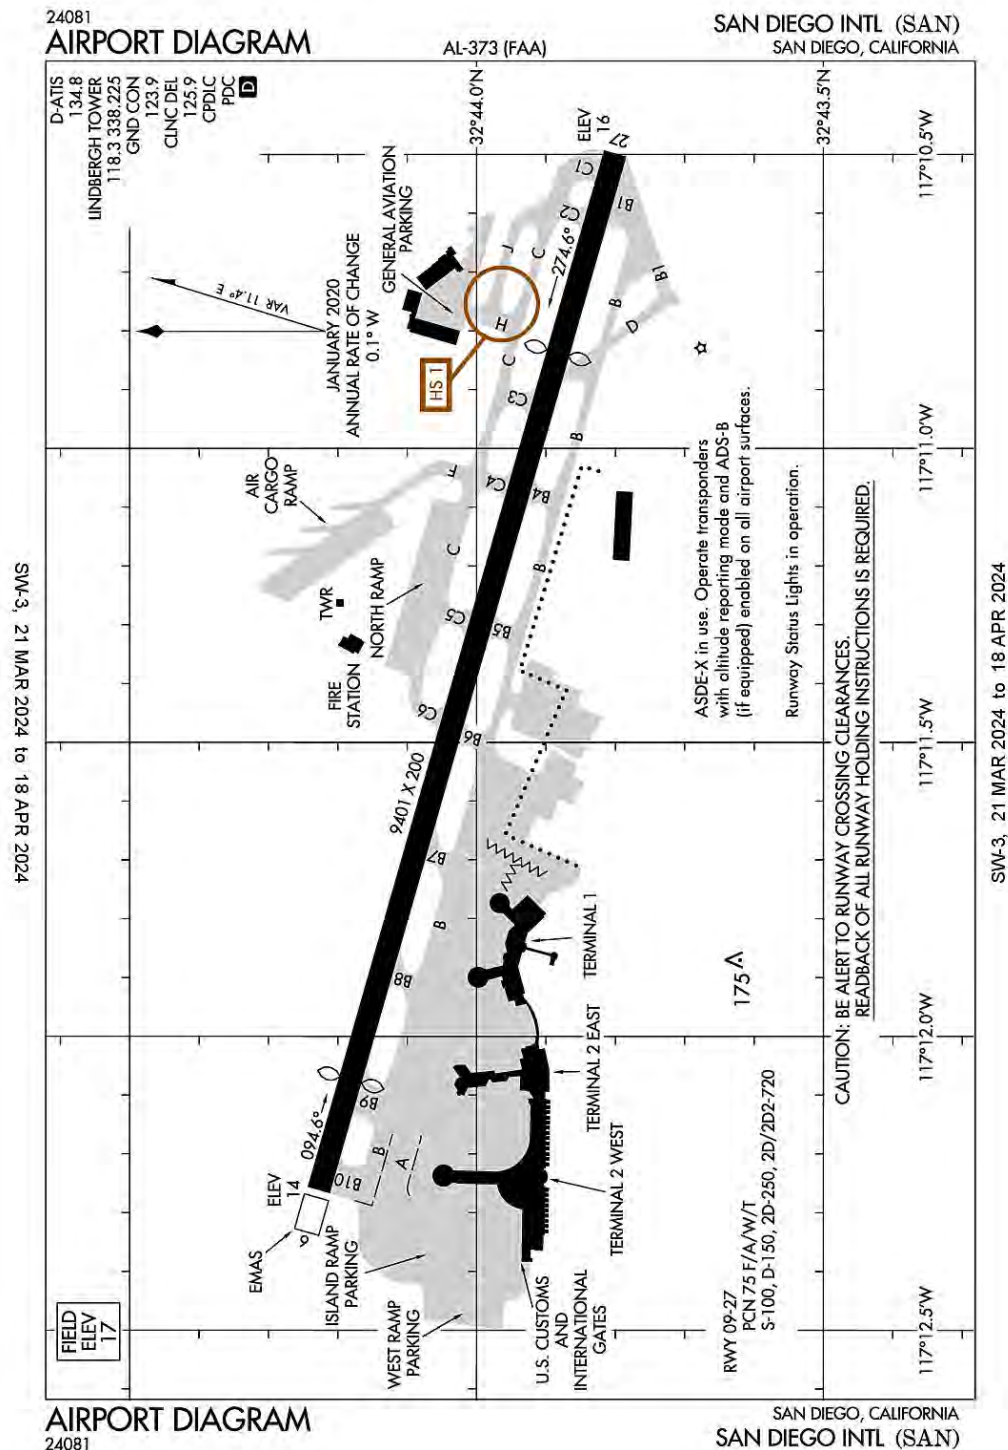 24081
AIRPORT DIAGRAM
AL-373 (FAA)
SAN DIEGO INTL (SAN)
SAN DIEGO, CALIFORNIA
D-ATIS
134.8
LINDBERGH TOWER
118.3 338.225
GND CON
123.9
CLNC DEL
125.9
CPDLC
PDC
D
32°44.0'N
32°43.5'N
VAR 11.4° E
JANUARY 2020
ANNUAL RATE OF CHANGE
0.1° W
GENERAL AVIATION
PARKING
HS 1
ELEV
16
27
C1
B1
C2
J
C
274.6°
H
B
B1
D
C
C3
B
117°10.5'W
117°11.0'W
AIR
CARGO
RAMP
F
C4
B4
C
B
TWR
NORTH RAMP
C5
B5
FIRE
STATION
C6
B6
ASDE-X in use. Operate transponders
with altitude reporting mode and ADS-B
(if equipped) enabled on all airport surfaces.
Runway Status Lights in operation.
117°11.5'W
9401 X 200
B7
B
B8
TERMINAL 1
175
CAUTION: BE ALERT TO RUNWAY CROSSING CLEARANCES.
READBACK OF ALL RUNWAY HOLDING INSTRUCTIONS IS REQUIRED.
117°12.0'W
TERMINAL 2 EAST
TERMINAL 2 WEST
B9
094.6°
B
A
B10
ELEV
14
9
EMAS
ISLAND RAMP
PARKING
WEST RAMP
PARKING
U.S. CUSTOMS
AND
INTERNATIONAL
GATES
RWY 09-27
PCN 75 F/A/W/T
S-100, D-150, 2D-250, 2D/2D2-720
117°12.5'W
FIELD
ELEV
17
SW-3, 21 MAR 2024 to 18 APR 2024
SW-3, 21 MAR 2024 to 18 APR 2024
AIRPORT DIAGRAM
24081
SAN DIEGO, CALIFORNIA
SAN DIEGO INTL (SAN)